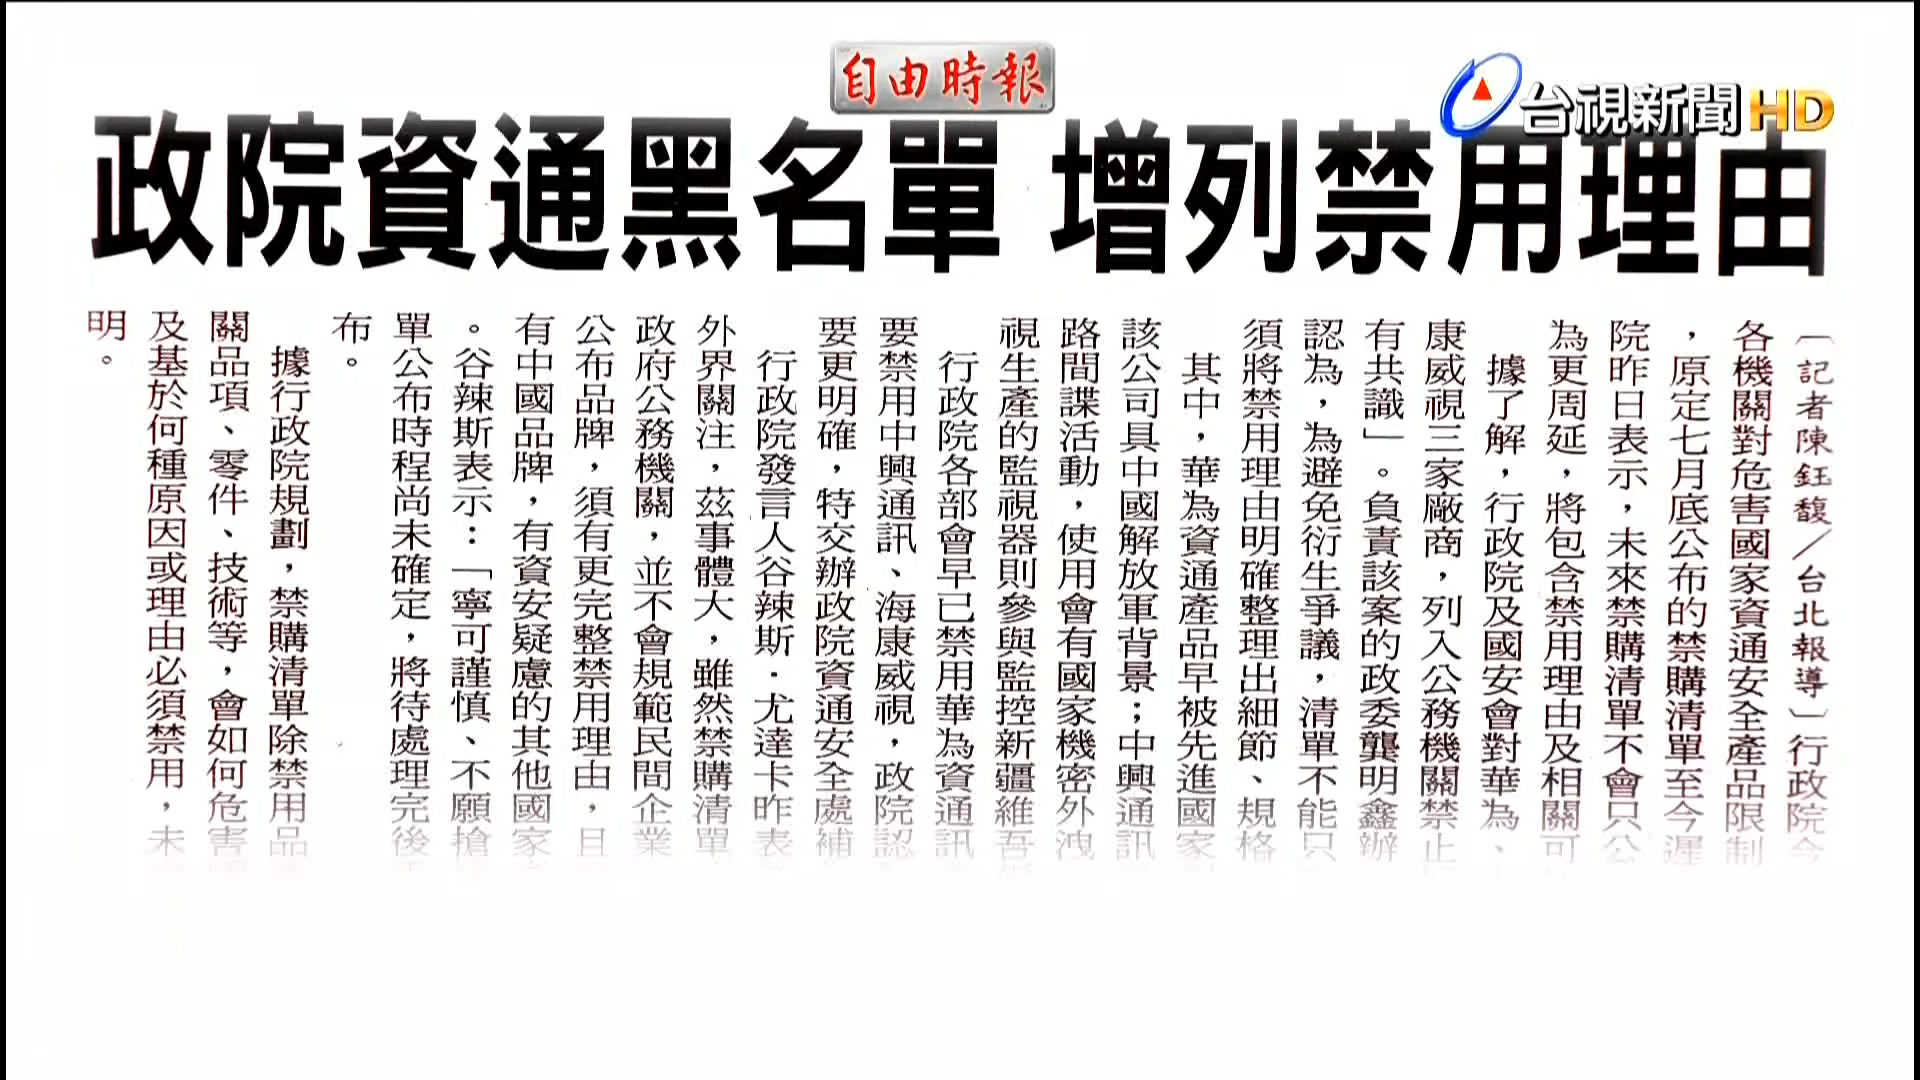 自由時報
台視新聞HD
政院資通黑名單 增列禁用理由
〔記者陳鈺馥／台北報導〕行政院今
各機關對危害國家資通安全產品限制
，原定七月底公布的禁購清單至今遲
院昨日表示，未來禁購清單不會只公
為更周延，將包含禁用理由及相關可
據了解，行政院及國安會對華為、
康威視三家廠商，列入公務機關禁止
有共識」。負責該案的政委龔明鑫辦
認為，為避免衍生爭議，清單不能只
須將禁用理由明確整理出細節、規格
其中，華為資通產品早被先進國家
該公司具中國解放軍背景；中興通訊
路間諜活動，使用會有國家機密外洩
視生產的監視器則參與監控新疆維吾
行政院各部會早已禁用華為資通訊
要禁用中興通訊、海康威視，政院認
要更明確，特交辦政院資通安全處補
行政院發言人谷辣斯．尤達卡昨表
外界關注，茲事體大，雖然禁購清單
政府公務機關，並不會規範民間企業
公布品牌，須有更完整禁用理由，且
有中國品牌，有資安疑慮的其他國家
。谷辣斯表示：「寧可謹慎、不願搶
單公布時程尚未確定，將待處理完後
布。
據行政院規劃，禁購清單除禁用品
關品項、零件、技術等，會如何危害
及基於何種原因或理由必須禁用，未
明。